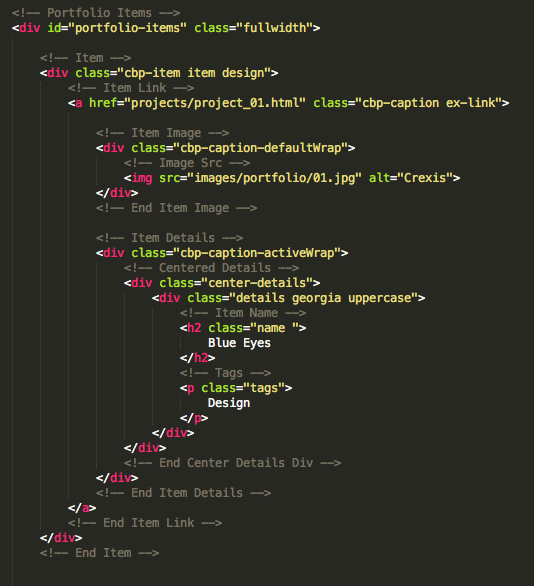 <!-- Portfolio Items -->
<div id="portfolio-items" class="fullwidth">
<!-- Item -->
<div class="cbp-item item design">
<!-- Item Link -->
<a href="projects/project_01.html" class="cbp-caption ex-link">
<!-- Item Image -->
<div class="cbp-caption-defaultWrap">
<!-- Image Src -->
<img src="images/portfolio/01.jpg" alt="Crexis">
</div>
<!-- End Item Image -->
<!-- Item Details -->
<div class="cbp-caption-activeWrap">
<!-- Centered Details -->
<div class="center-details">
<div class="details georgia uppercase">
<!-- Item Name -->
<h2 class="name ">
Blue Eyes
</h2>
<!-- Tags -->
<p class="tags">
Design
</p>
</div>
</div>
<!-- End Center Details Div -->
</div>
<!-- End Item Details -->
</a>
<!-- End Item Link -->
</div>
<!-- End Item -->